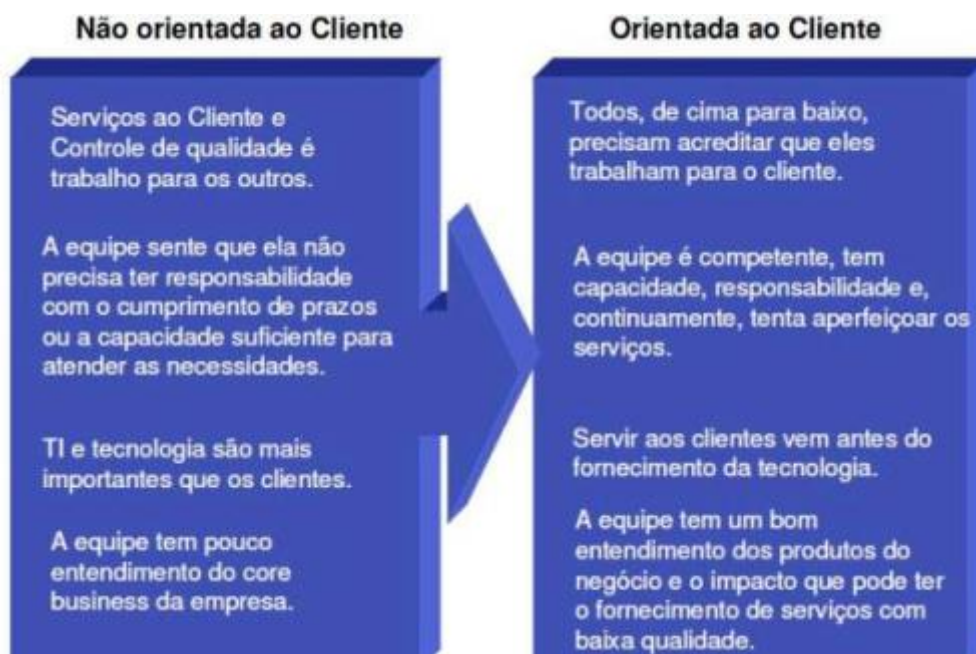 Não orientada ao Cliente
Serviços ao Cliente e
Controle de qualidade é
trabalho para os outros.
A equipe sente que ela não
precisa ter responsabilidade
com o cumprimento de prazos
ou a capacidade suficiente para
atender as necessidades.
TI e tecnologia são mais
importantes que os clientes.
A equipe tem pouco
entendimento do core
business da empresa.
Orientada ao Cliente
Todos, de cima para baixo,
precisam acreditar que eles
trabalham para o cliente.
A equipe é competente, tem
capacidade, responsabilidade e,
continuamente, tenta aperfeiçoar os
serviços.
Servir aos clientes vem antes do
fornecimento da tecnologia.
A equipe tem um bom
entendimento dos produtos do
negócio e o impacto que pode ter
o fornecimento de serviços com
baixa qualidade.